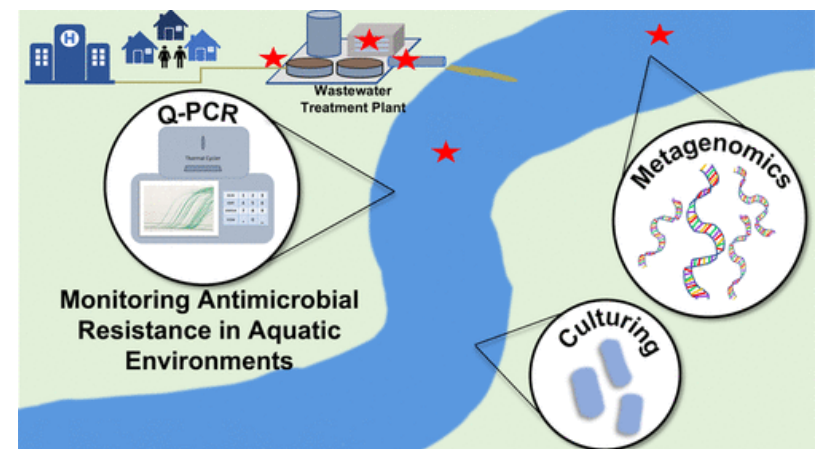 H
Wastewater
Treatment Plant
Q-PCR
Thermal Cycler
Metagenomics
Monitoring Antimicrobial
Resistance in Aquatic
Environments
Culturing